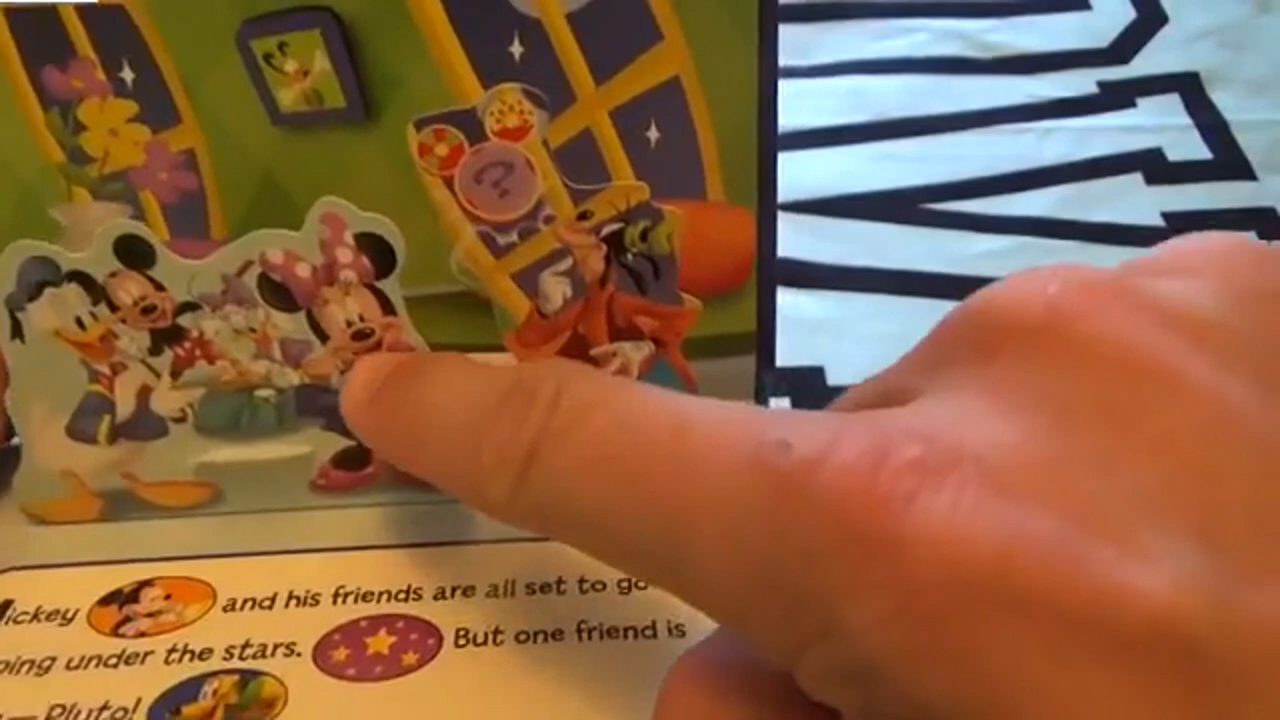 ?
ickey and his friends are all set to go
ping under the stars. But one friend is
— Pluto!